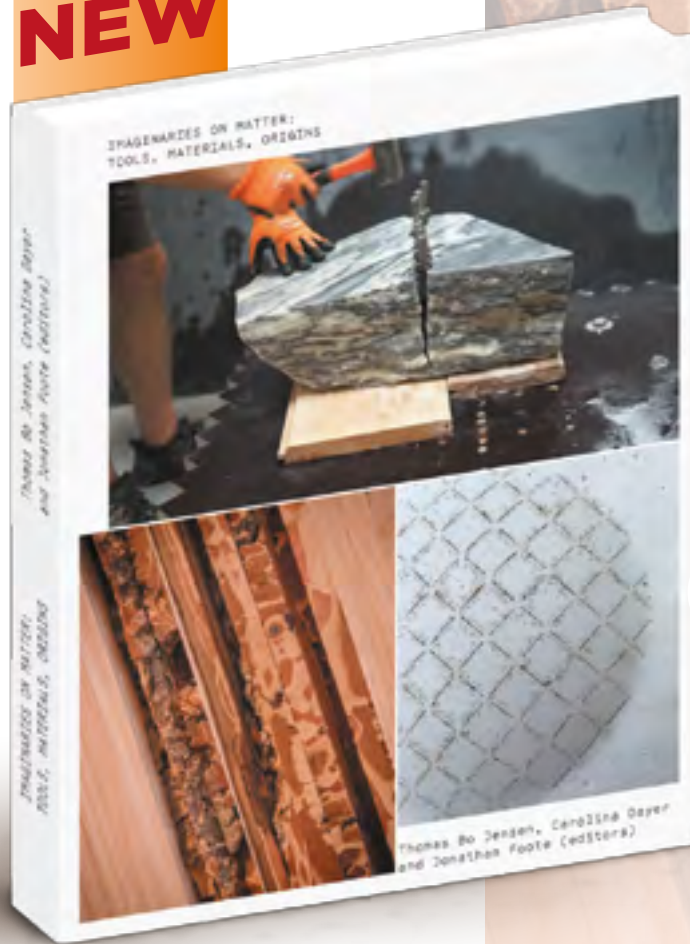 NEW
IMAGINARIES ON MATTER:
TOOLS, MATERIALS, ORIGINS
Thomas Bo Jensen, Carolina Dayer
and Jonathan Foote (editors)
IMAGINARIES ON MATTER:
TOOLS, MATERIALS, ORIGINS
Thomas Bo Jensen, Carolina Dayer
and Jonathan Foote (editors)